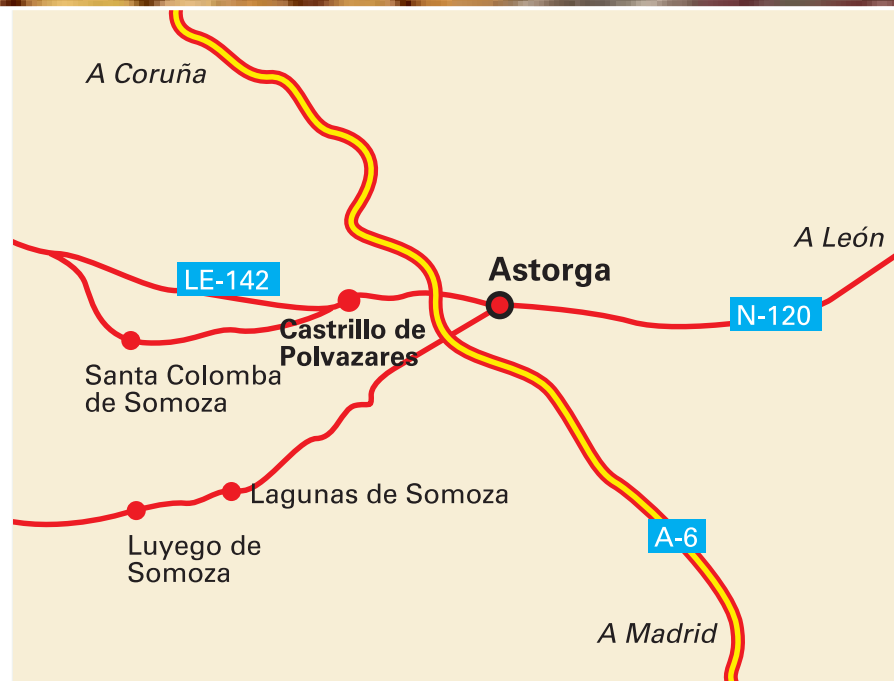 A Coruña
A León
LE-142
Astorga
N-120
Castrillo de
Polvazares
Santa Colomba
de Somoza
Lagunas de Somoza
Luyego de
Somoza
A-6
A Madrid